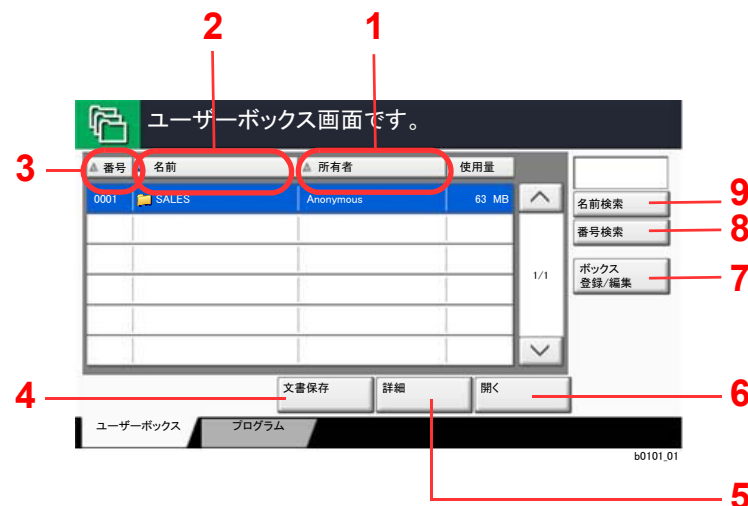 2
1
ユーザーボックス画面です。
3
番号 名前 所有者 使用量
9
0001 SALES Anonymous 63 MB
名前検索
8
番号検索
7
ボックス
登録/編集
1/1
4
文書保存 詳細 開く
6
ユーザーボックス プログラム
b0101_01
5